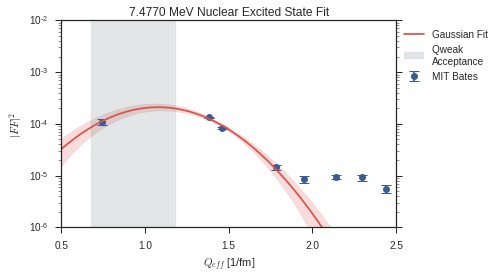 7.4770 MeV Nuclear Excited State Fit
10^-2
10^-3
10^-4
10^-5
10^-6
|FF|^2
0.5 1.0 1.5 2.0 2.5
Q_eff [1/fm]
Gaussian Fit
Qweak
Acceptance
MIT Bates